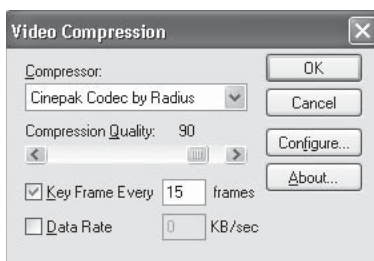 Video Compression
Compressor:
Cinepak Codec by Radius
Compression Quality: 90
Key Frame Every 15 frames
Data Rate 0 KB/sec
OK
Cancel
Configure...
About...